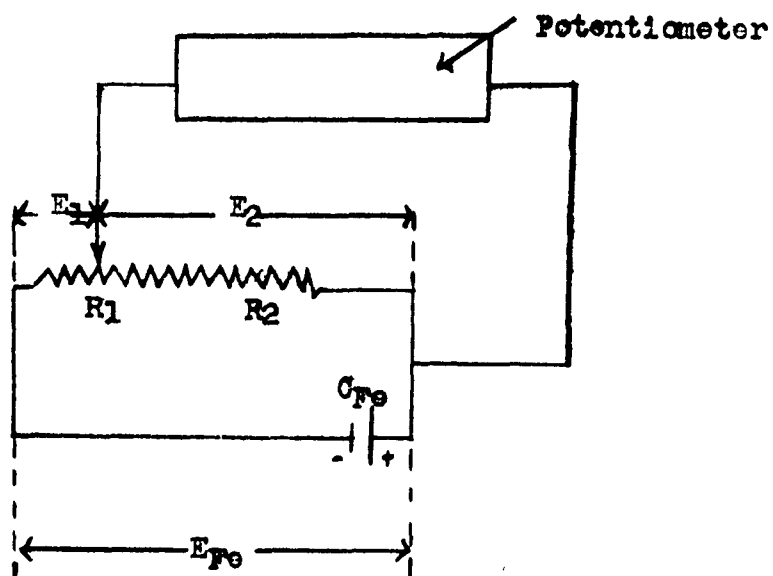 Potentiometer
E1 E2
R1 R2
CFe
- +
EFe